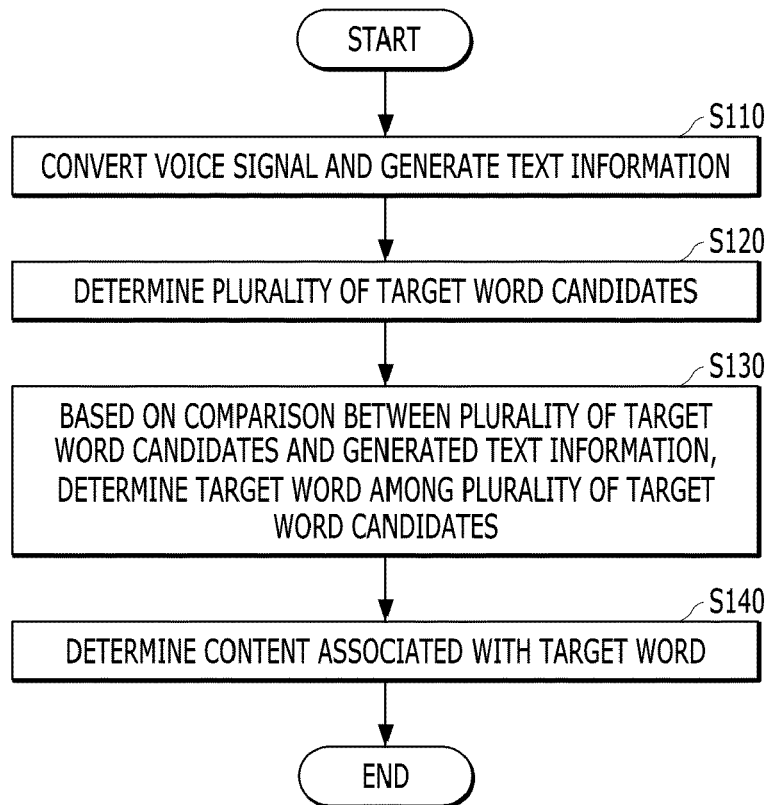 START
S110
CONVERT VOICE SIGNAL AND GENERATE TEXT INFORMATION
S120
DETERMINE PLURALITY OF TARGET WORD CANDIDATES
S130
BASED ON COMPARISON BETWEEN PLURALITY OF TARGET
WORD CANDIDATES AND GENERATED TEXT INFORMATION,
DETERMINE TARGET WORD AMONG PLURALITY OF TARGET
WORD CANDIDATES
S140
DETERMINE CONTENT ASSOCIATED WITH TARGET WORD
END